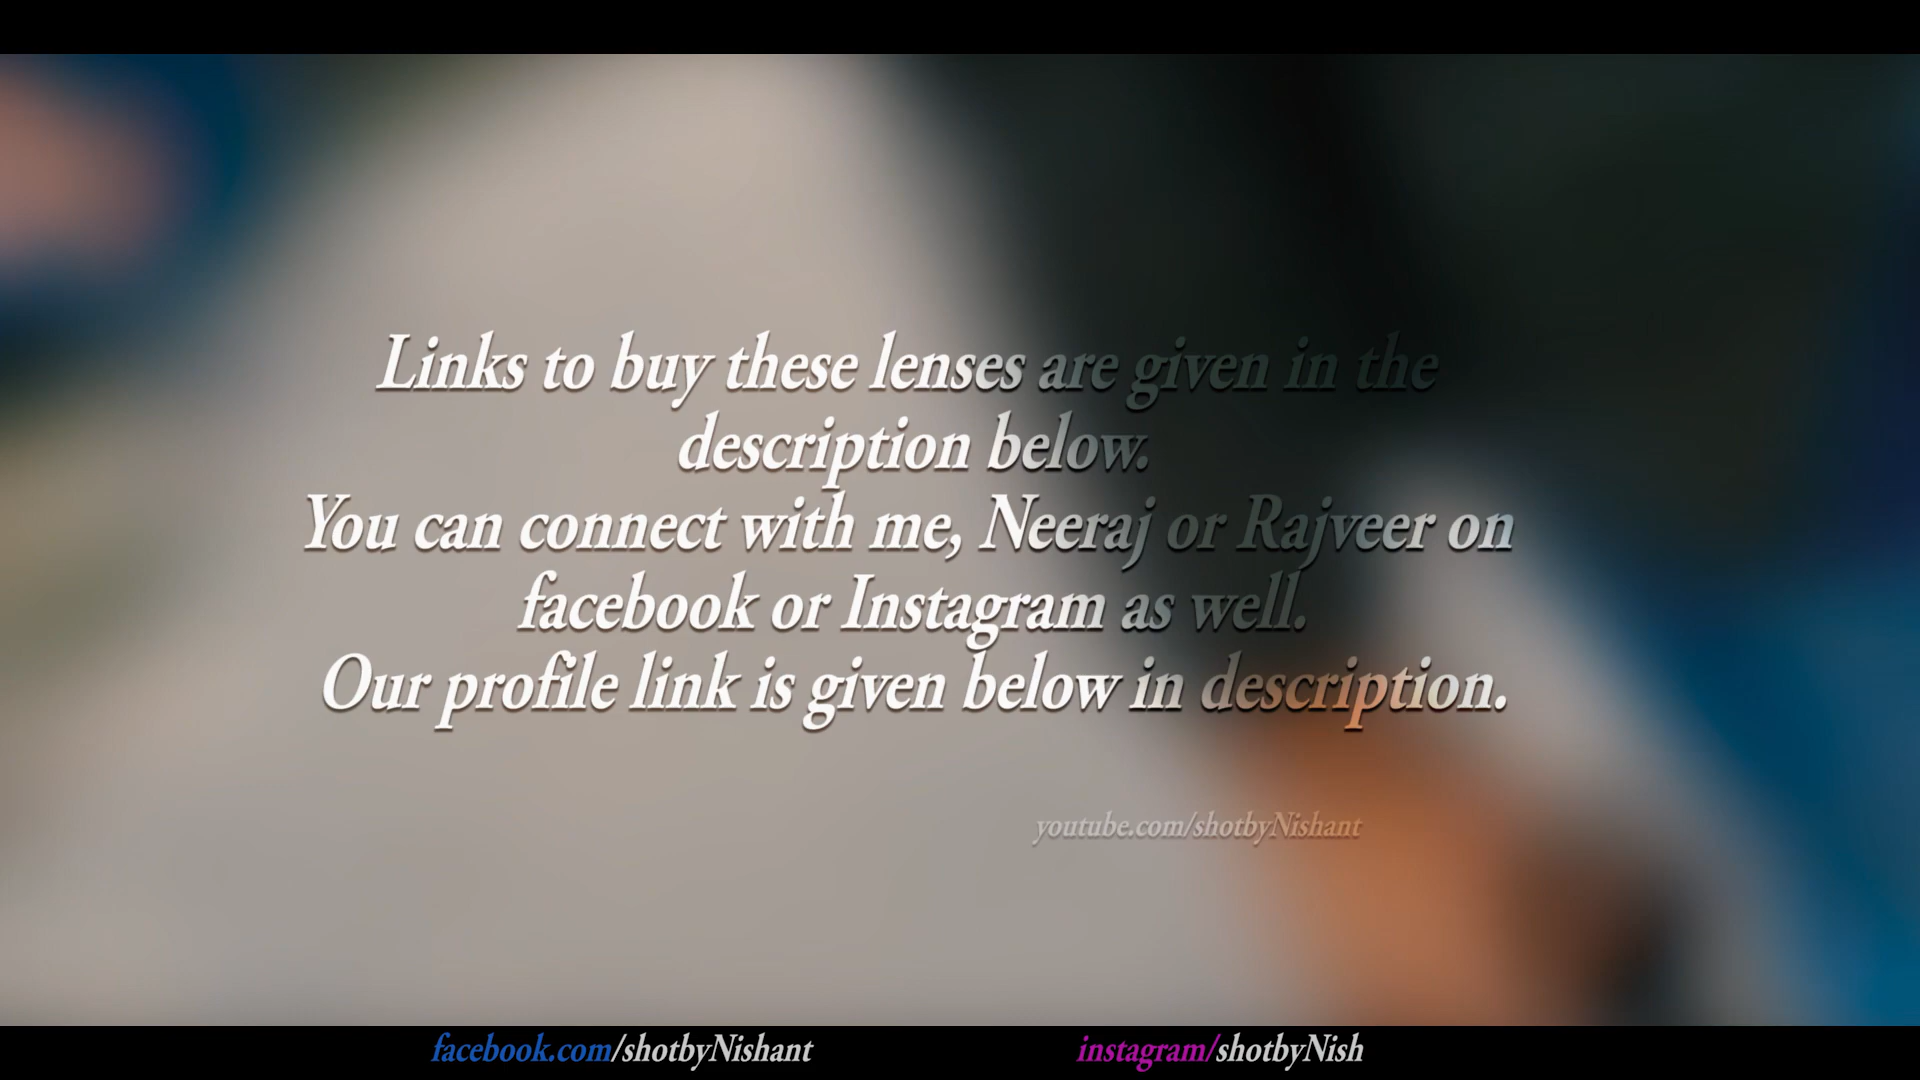 Links to buy these lenses are given in the
description below.
You can connect with me, Neeraj or Rajveer on
facebook or Instagram as well.
Our profile link is given below in description.
youtube.com/shotbyNishant
facebook.com/shotbyNishant
instagram/shotbyNish